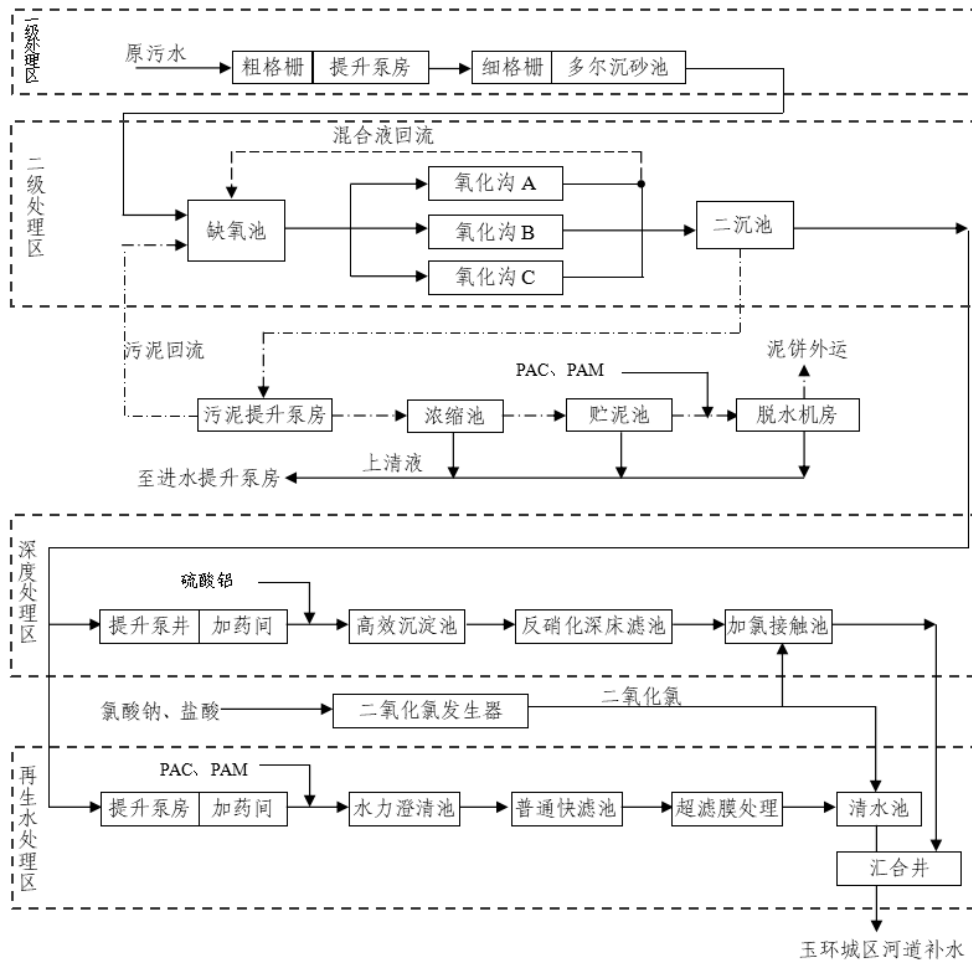 一级处理区
原污水
粗格栅 提升泵房
细格栅 多尔沉砂池
二级处理区
混合液回流
缺氧池
氧化沟 A
氧化沟 B
氧化沟 C
二沉池
污泥回流
PAC、PAM
泥饼外运
污泥提升泵房
浓缩池
贮泥池
脱水机房
上清液
至进水提升泵房
深度处理区
硫酸铝
提升泵井 加药间
高效沉淀池
反硝化深床滤池
加氯接触池
氯酸钠、盐酸
二氧化氯发生器
二氧化氯
再生水处理区
PAC、PAM
提升泵房 加药间
水力澄清池
普通快滤池
超滤膜处理
清水池
汇合井
玉环城区河道补水